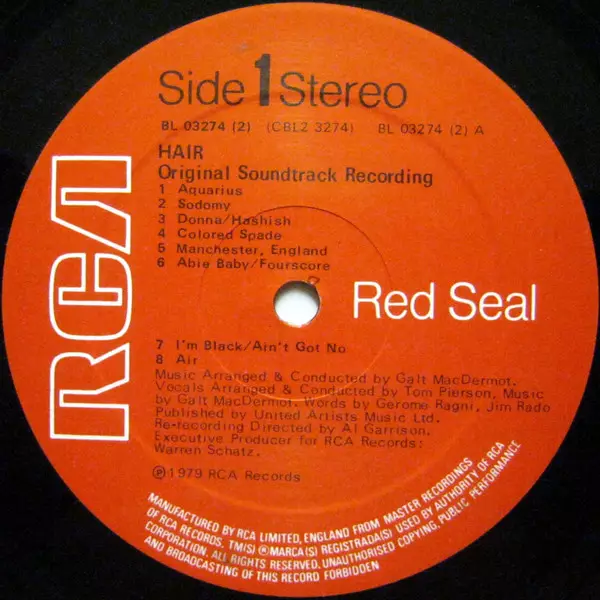 Side 1 Stereo
BL 03274 (2) (CBL2 3274) BL 03274 (2) A
HAIR
Original Soundtrack Recording
1 Aquarius
2 Sodomy
3 Donna/Hashish
4 Colored Spade
5 Manchester, England
6 Abie Baby/Fourscore
RCA
Red Seal
7 I'm Black/Ain't Got No
8 Air
Music Arranged & Conducted by Galt MacDermot.
Vocals Arranged & Conducted by Tom Pierson, Music
by Galt MacDermot. Words by Gerome Ragni, Jim Rado
Published by United Artists Music Ltd.
Re-recording Directed by Al Garrison.
Executive Producer for RCA Records:
Warren Schatz.
℗ 1979 RCA Records
MANUFACTURED BY RCA LIMITED, ENGLAND FROM MASTER RECORDINGS
OF RCA RECORDS, TM(S) ® MARCA(S) REGISTRADA(S) USED BY AUTHORITY OF RCA
CORPORATION. ALL RIGHTS RESERVED. UNAUTHORISED COPYING, PUBLIC PERFORMANCE
AND BROADCASTING OF THIS RECORD FORBIDDEN